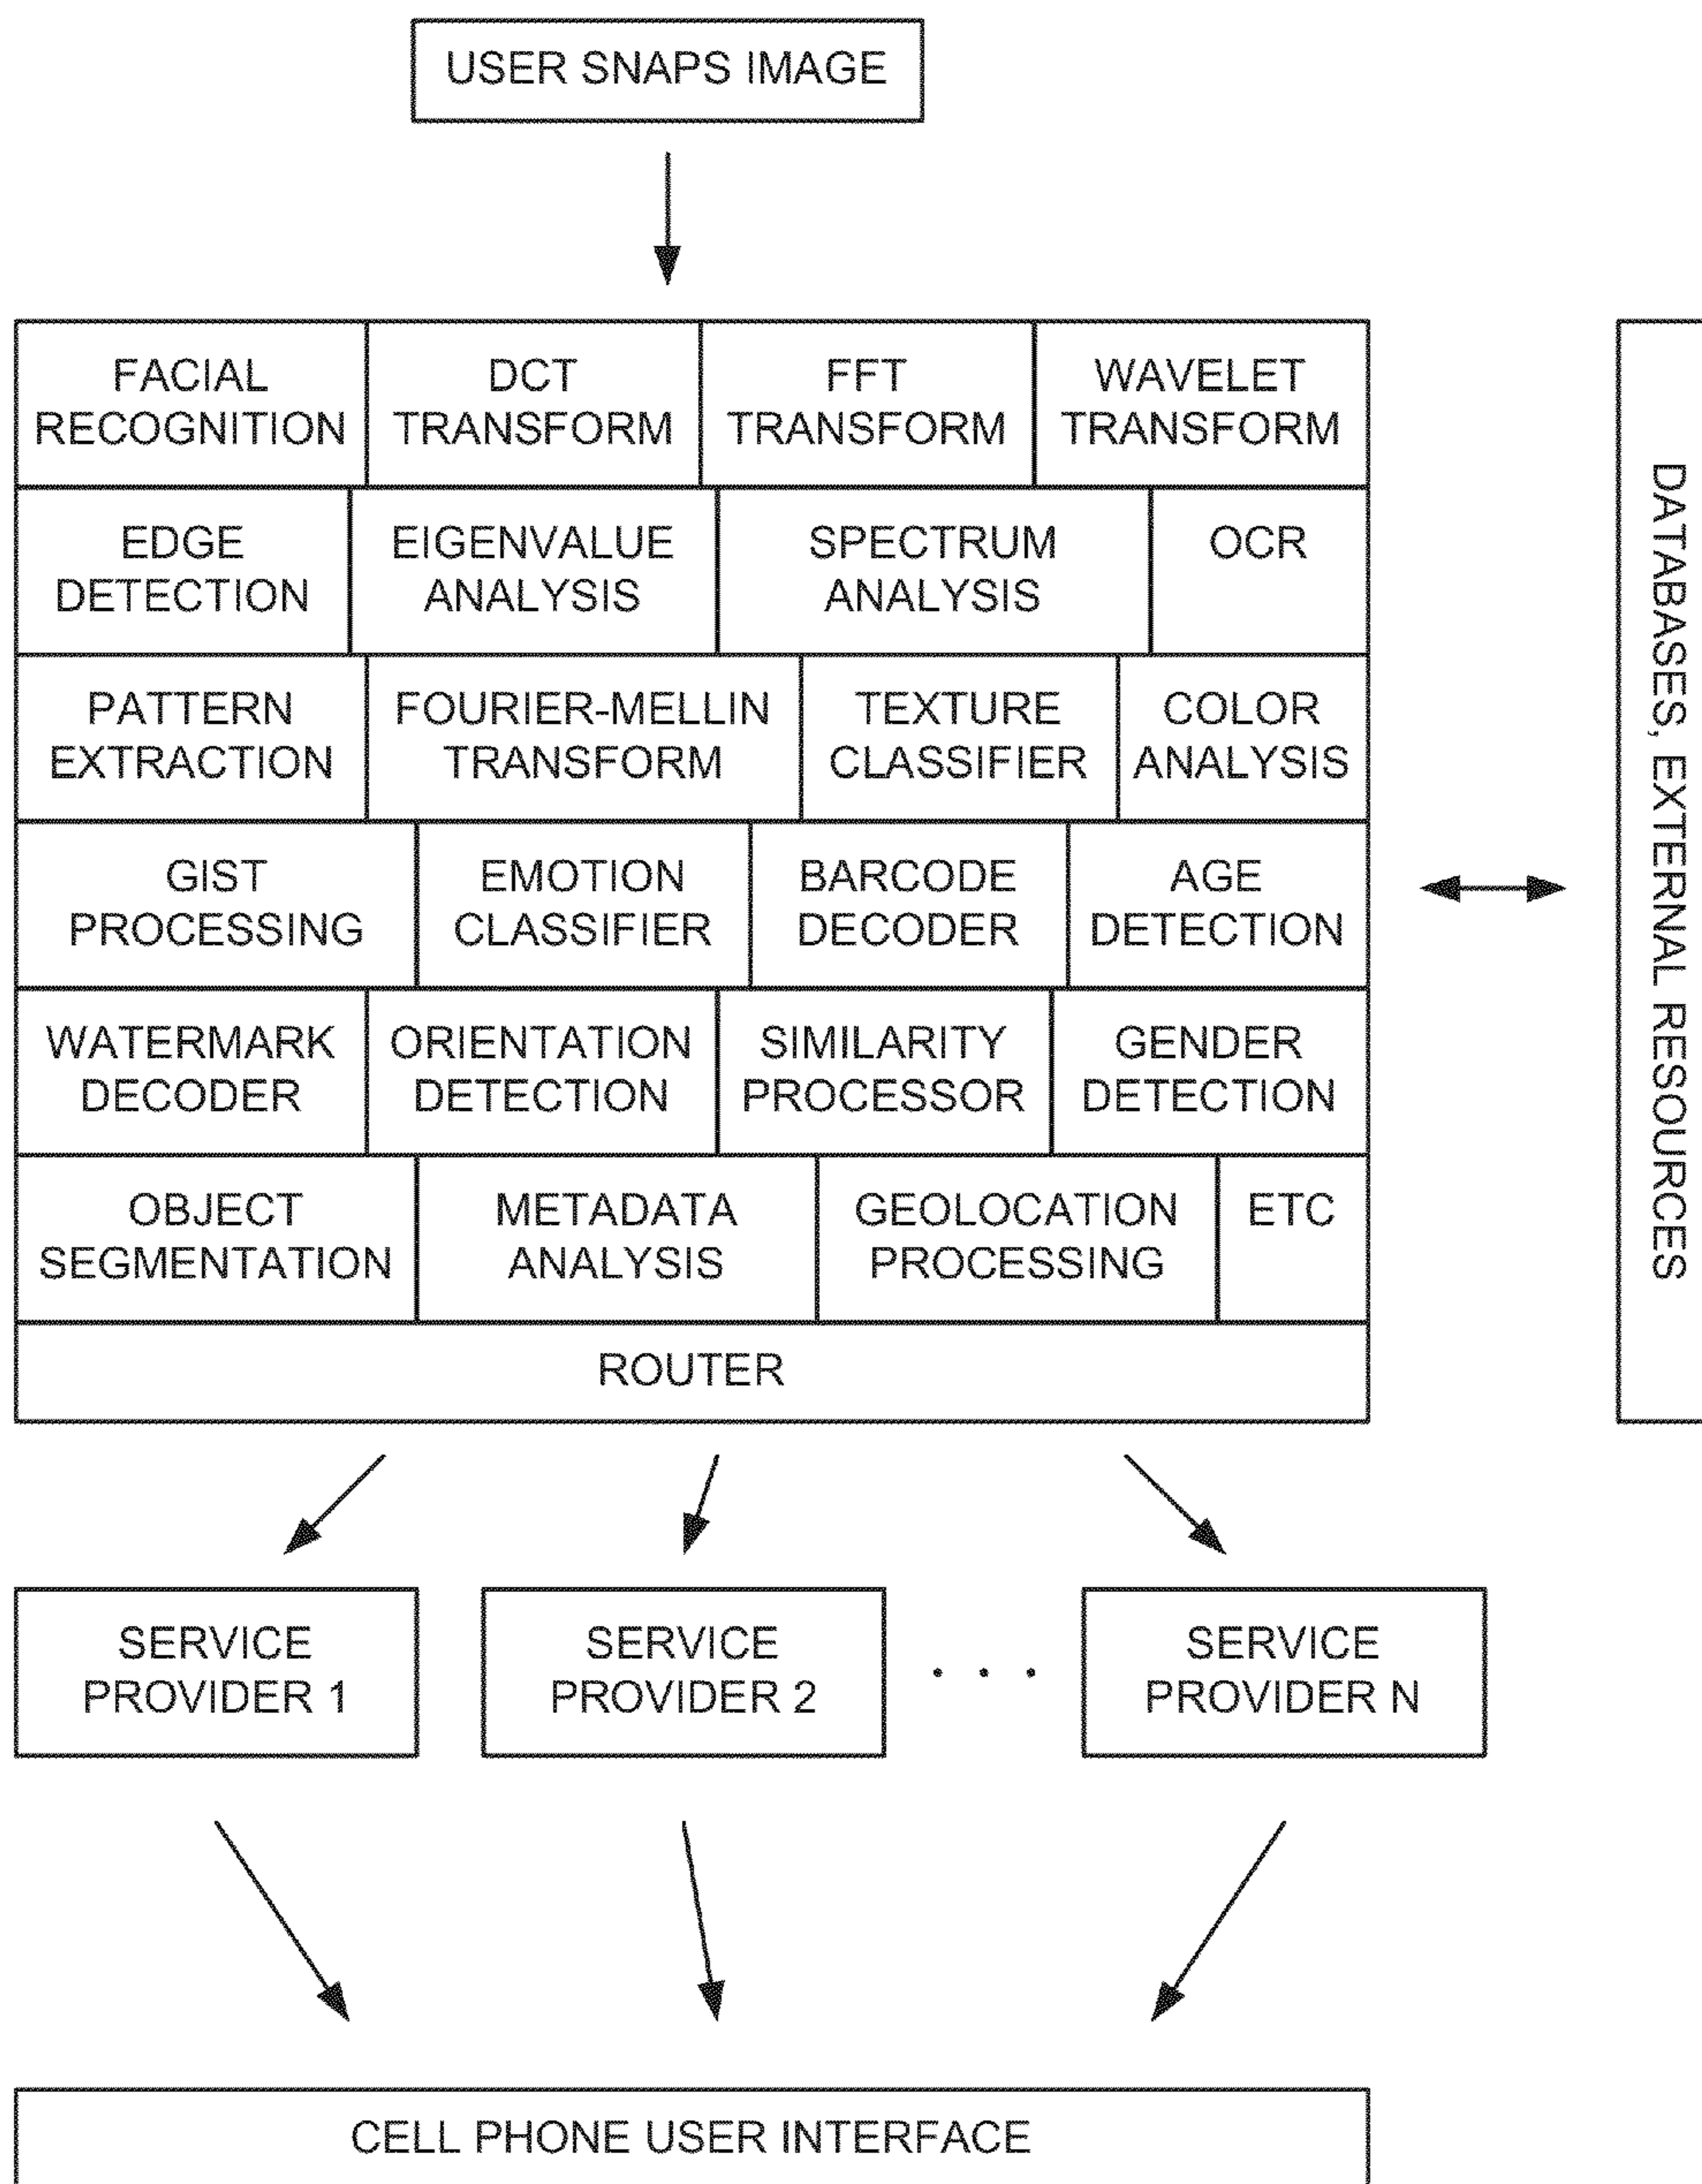 USER SNAPS IMAGE
FACIAL
RECOGNITION
DCT
TRANSFORM
FFT
TRANSFORM
WAVELET
TRANSFORM
EDGE
DETECTION
EIGENVALUE
ANALYSIS
SPECTRUM
ANALYSIS
OCR
PATTERN
EXTRACTION
FOURIER-MELLIN
TRANSFORM
TEXTURE
CLASSIFIER
COLOR
ANALYSIS
GIST
PROCESSING
EMOTION
CLASSIFIER
BARCODE
DECODER
AGE
DETECTION
WATERMARK
DECODER
ORIENTATION
DETECTION
SIMILARITY
PROCESSOR
GENDER
DETECTION
OBJECT
SEGMENTATION
METADATA
ANALYSIS
GEOLOCATION
PROCESSING
ETC
ROUTER
DATABASES, EXTERNAL RESOURCES
SERVICE
PROVIDER 1
SERVICE
PROVIDER 2
. . .
SERVICE
PROVIDER N
CELL PHONE USER INTERFACE